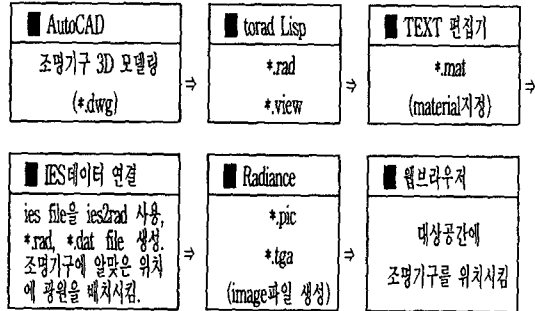 AutoCAD
조명기구 3D 모델링
(*.dwg)
⇒
torad Lisp
*.rad
*.view
⇒
TEXT 편집기
*.mat
(material지정)
⇒
IES데이터 연결
ies file을 ies2rad 사용,
*.rad, *.dat file 생성.
조명기구에 알맞은 위치
에 광원을 배치시킴.
⇒
Radiance
*.pic
*.tga
(image파일 생성)
⇒
웹브라우저
대상공간에
조명기구를 위치시킴